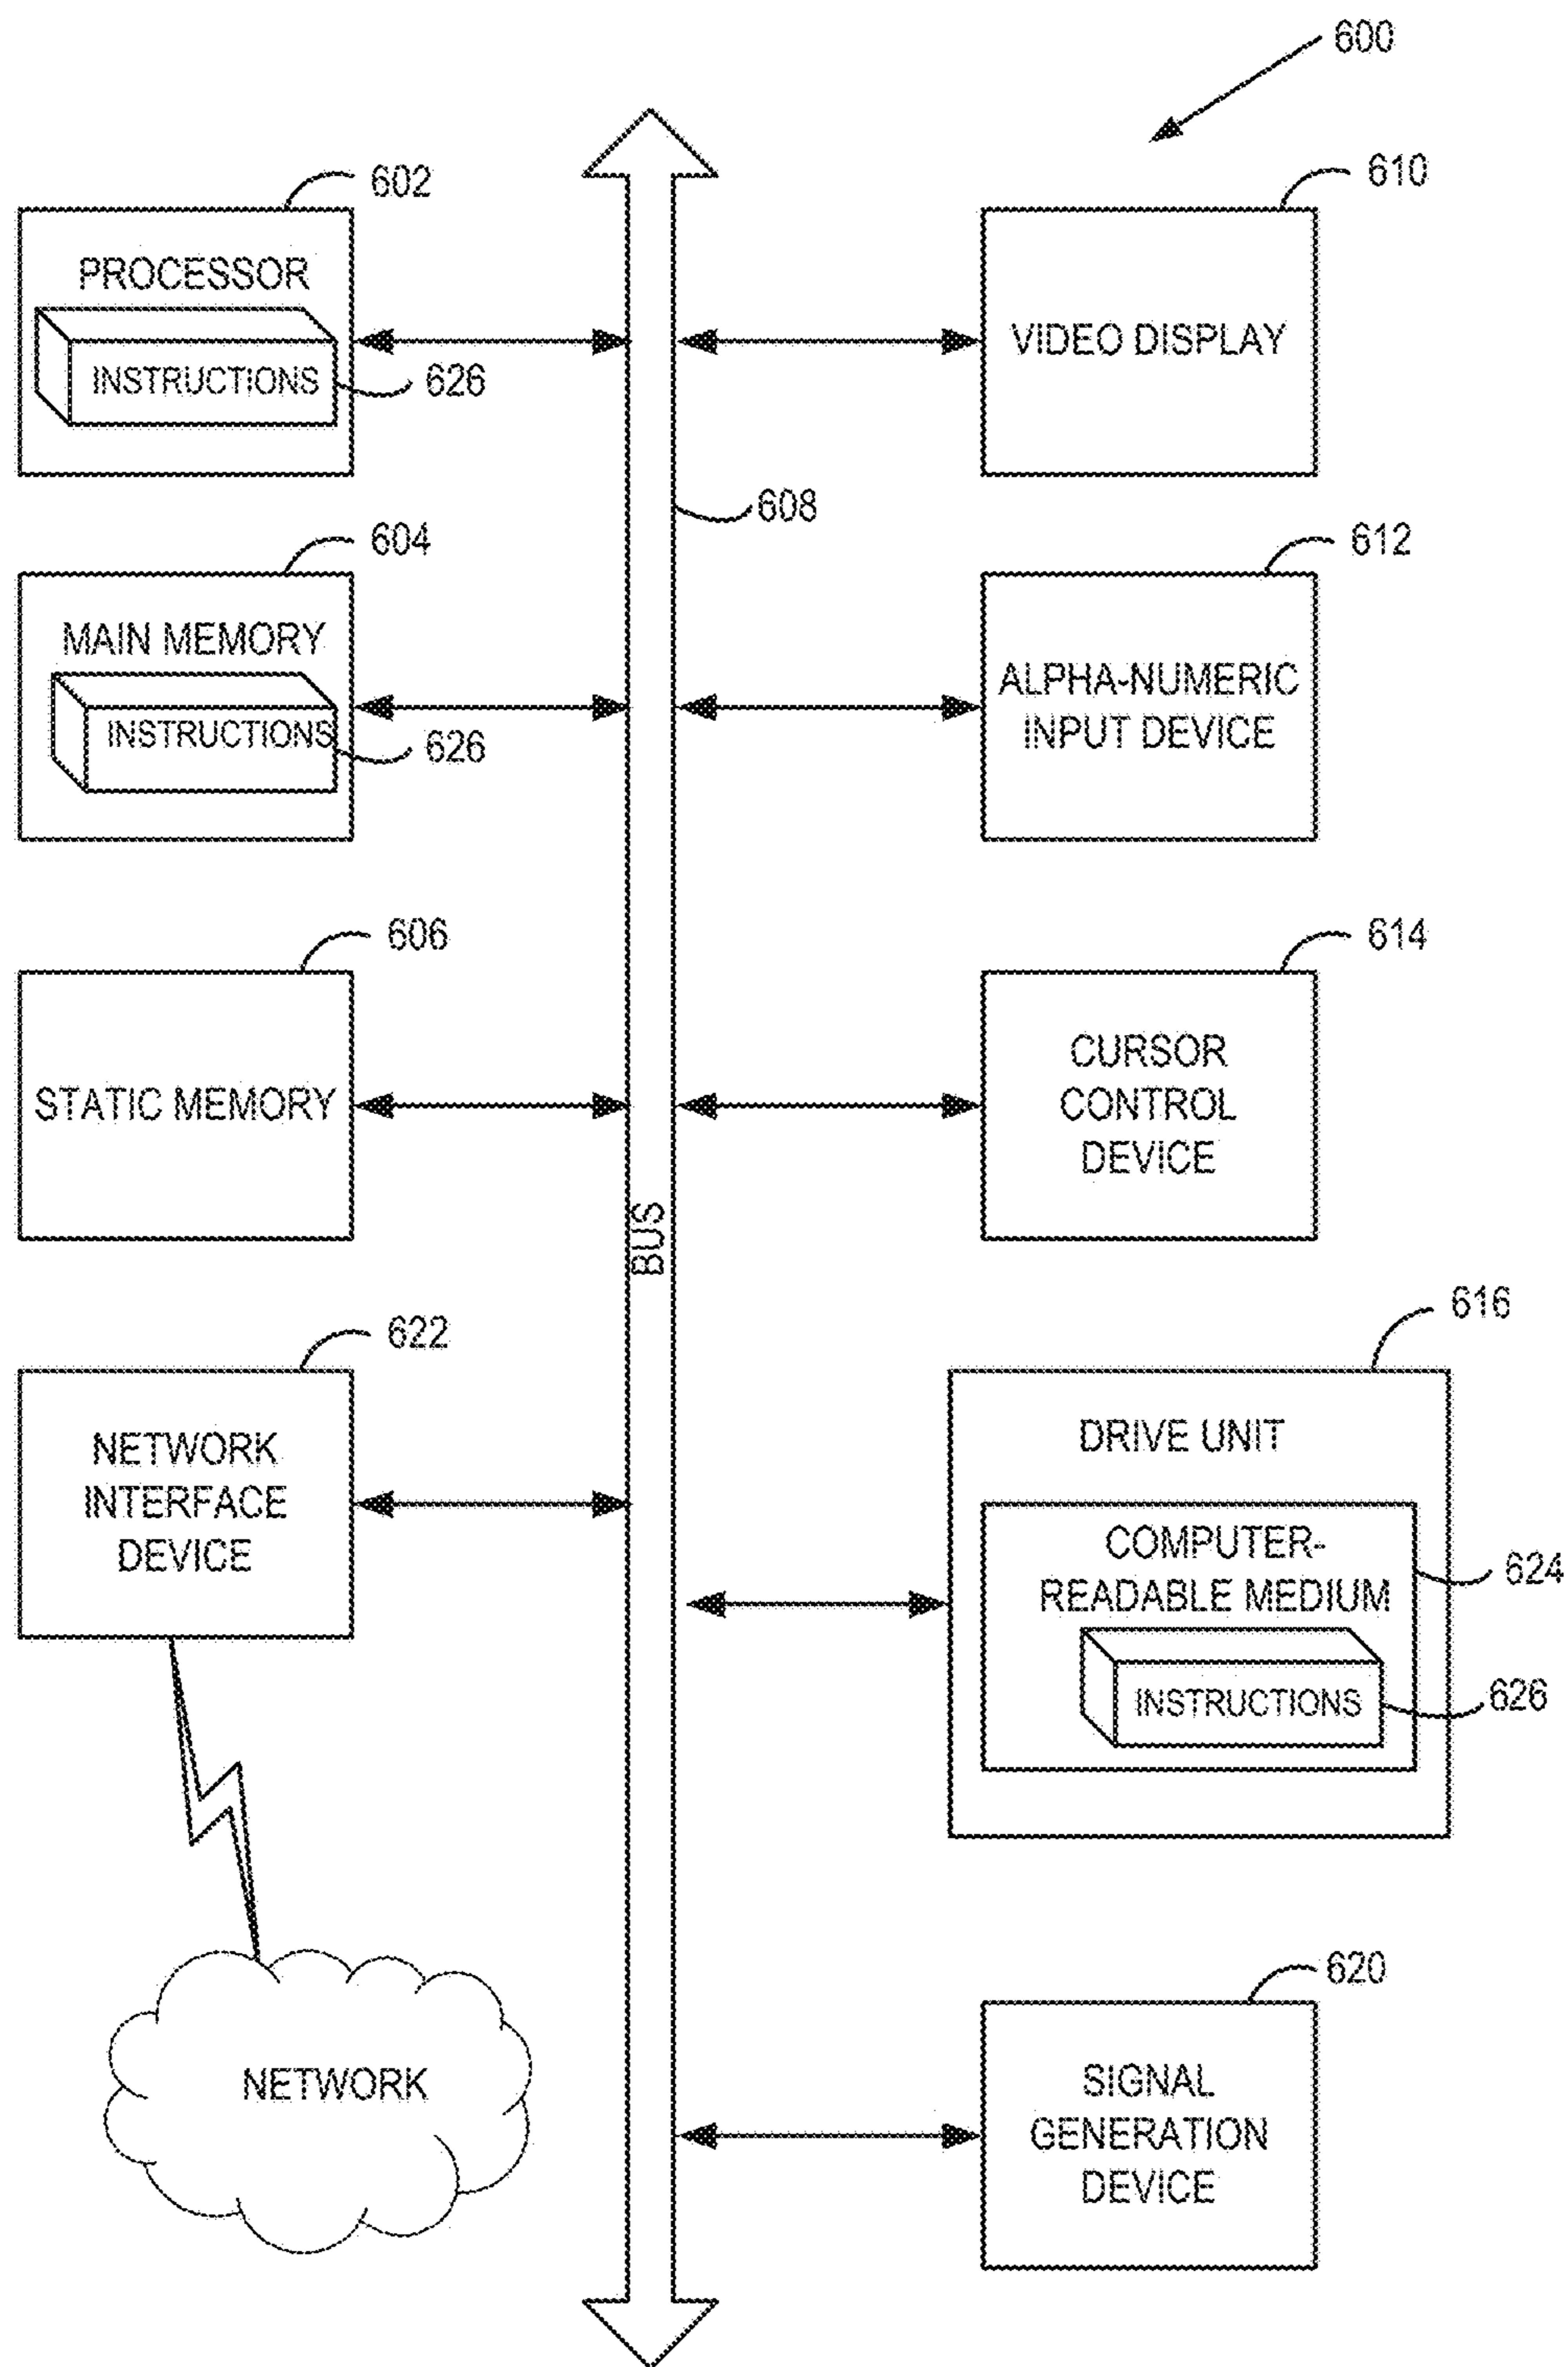 600
602
PROCESSOR
INSTRUCTIONS
626
610
VIDEO DISPLAY
608
604
MAIN MEMORY
INSTRUCTIONS
626
612
ALPHA-NUMERIC
INPUT DEVICE
606
STATIC MEMORY
614
CURSOR
CONTROL
DEVICE
BUS
622
NETWORK
INTERFACE
DEVICE
616
DRIVE UNIT
COMPUTER-
READABLE MEDIUM
624
INSTRUCTIONS
626
NETWORK
620
SIGNAL
GENERATION
DEVICE